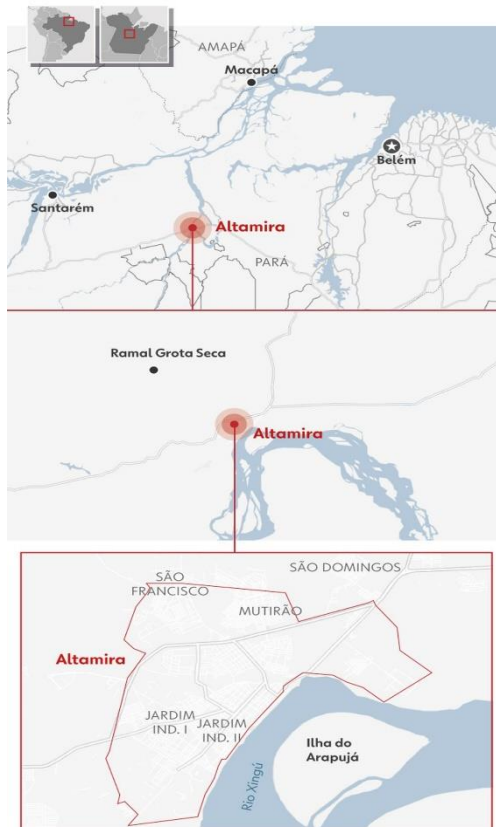 AMAPÁ
Macapá
Belém
Santarém
Altamira
PARÁ
Ramal Grota Seca
Altamira
SÃO DOMINGOS
SÃO
FRANCISCO
MUTIRÃO
Altamira
JARDIM
IND. I
JARDIM
IND. II
Ilha do
Arapujá
Rio Xingú